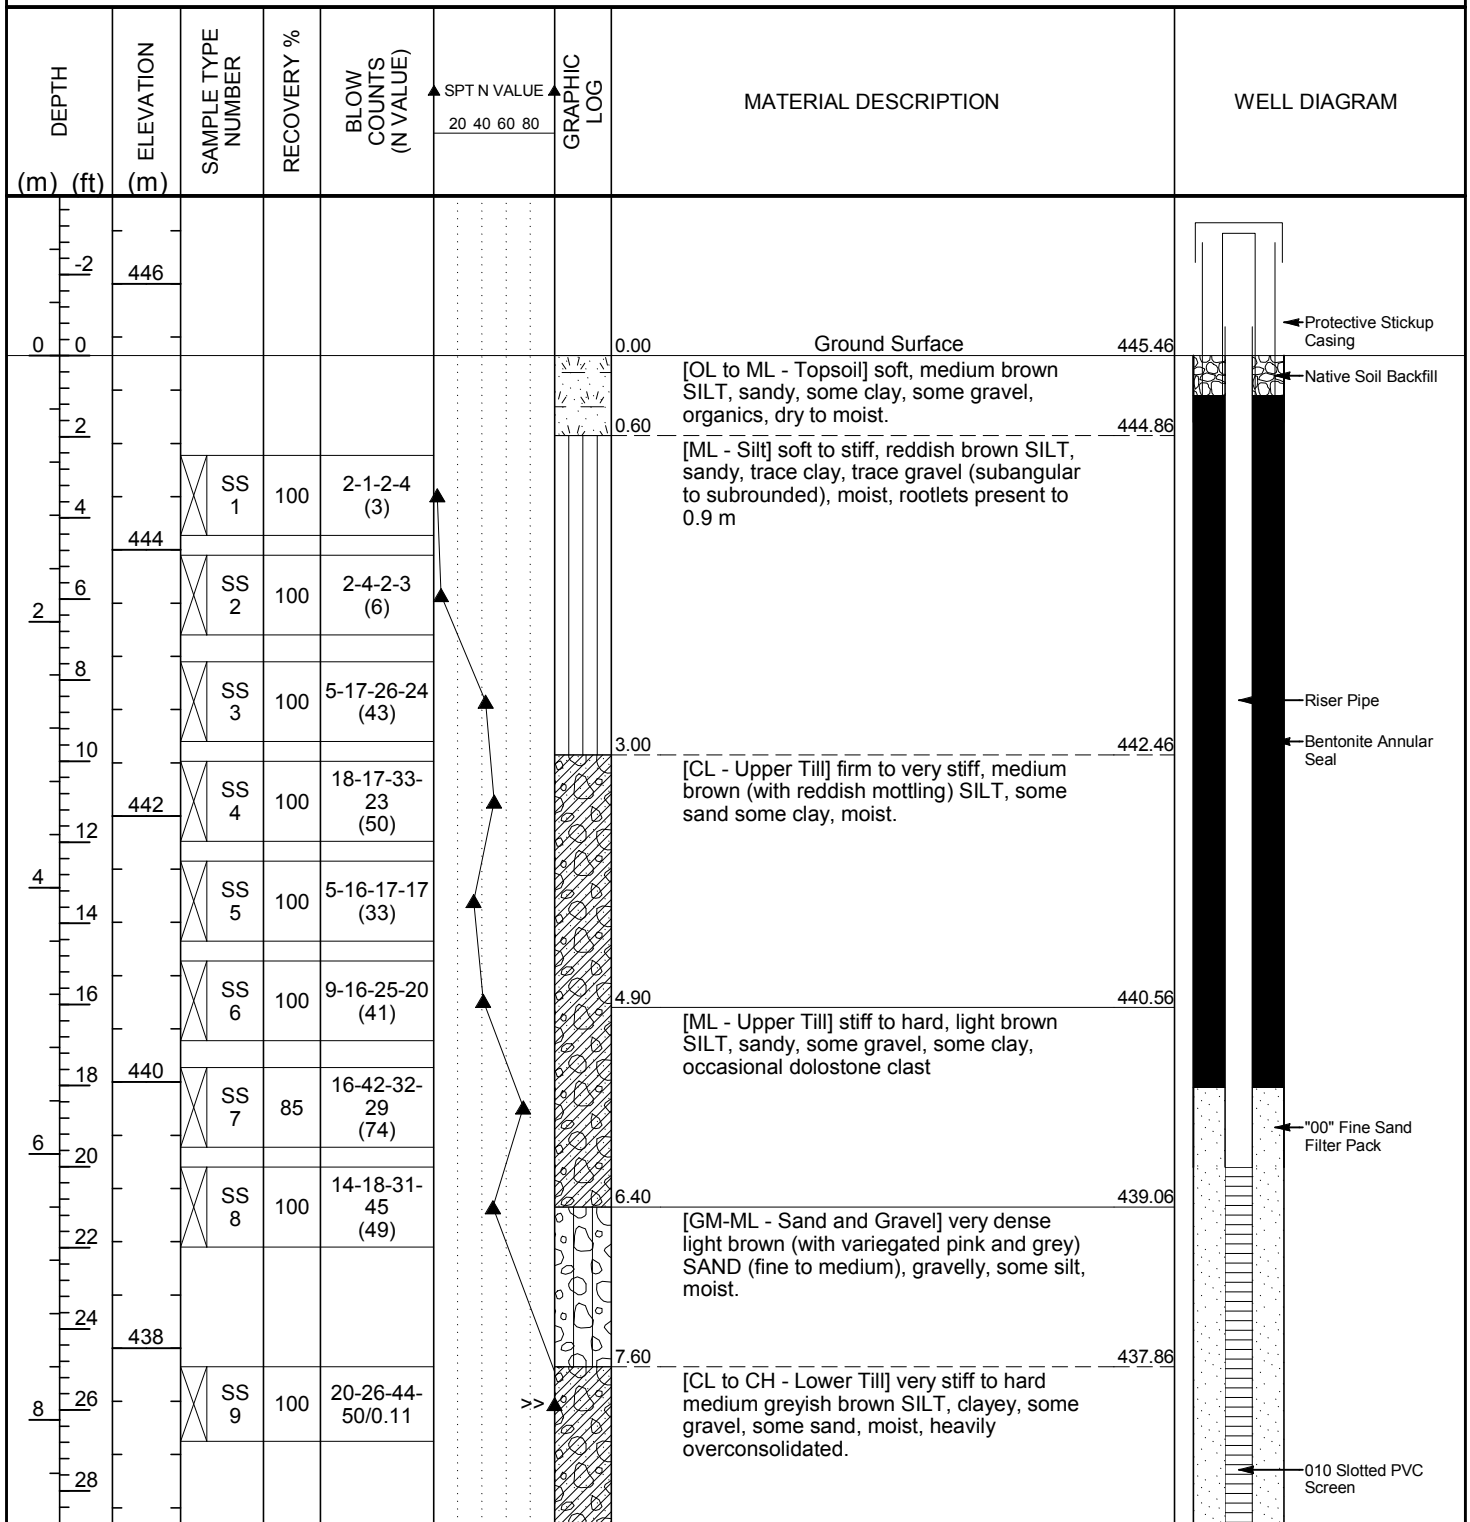 DEPTH
(m) (ft)
ELEVATION
(m)
SAMPLE TYPE
NUMBER
RECOVERY %
BLOW
COUNTS
(N VALUE)
SPT N VALUE
20 40 60 80
GRAPHIC
LOG
MATERIAL DESCRIPTION
WELL DIAGRAM
-2
446
Protective Stickup
Casing
0 0
0.00 Ground Surface 445.46
[OL to ML - Topsoil] soft, medium brown
SILT, sandy, some clay, some gravel,
organics, dry to moist.
Native Soil Backfill
2
0.60 444.86
[ML - Silt] soft to stiff, reddish brown SILT,
sandy, trace clay, trace gravel (subangular
to subrounded), moist, rootlets present to
0.9 m
SS
1
100
2-1-2-4
(3)
4
444
SS
2
100
2-4-2-3
(6)
6
2
8
SS
3
100
5-17-26-24
(43)
Riser Pipe
10
3.00 442.46
Bentonite Annular
Seal
[CL - Upper Till] firm to very stiff, medium
brown (with reddish mottling) SILT, some
sand some clay, moist.
SS
4
100
18-17-33-
23
(50)
442
12
4
SS
5
100
5-16-17-17
(33)
14
SS
6
100
9-16-25-20
(41)
16
4.90 440.56
[ML - Upper Till] stiff to hard, light brown
SILT, sandy, some gravel, some clay,
occasional dolostone clast
440
18
SS
7
85
16-42-32-
29
(74)
"00" Fine Sand
Filter Pack
6
20
SS
8
100
14-18-31-
45
(49)
6.40 439.06
[GM-ML - Sand and Gravel] very dense
light brown (with variegated pink and grey)
SAND (fine to medium), gravelly, some silt,
moist.
22
24
438
7.60 437.86
[CL to CH - Lower Till] very stiff to hard
medium greyish brown SILT, clayey, some
gravel, some sand, moist, heavily
overconsolidated.
SS
9
100
20-26-44-
50/0.11
>>
8
26
28
010 Slotted PVC
Screen